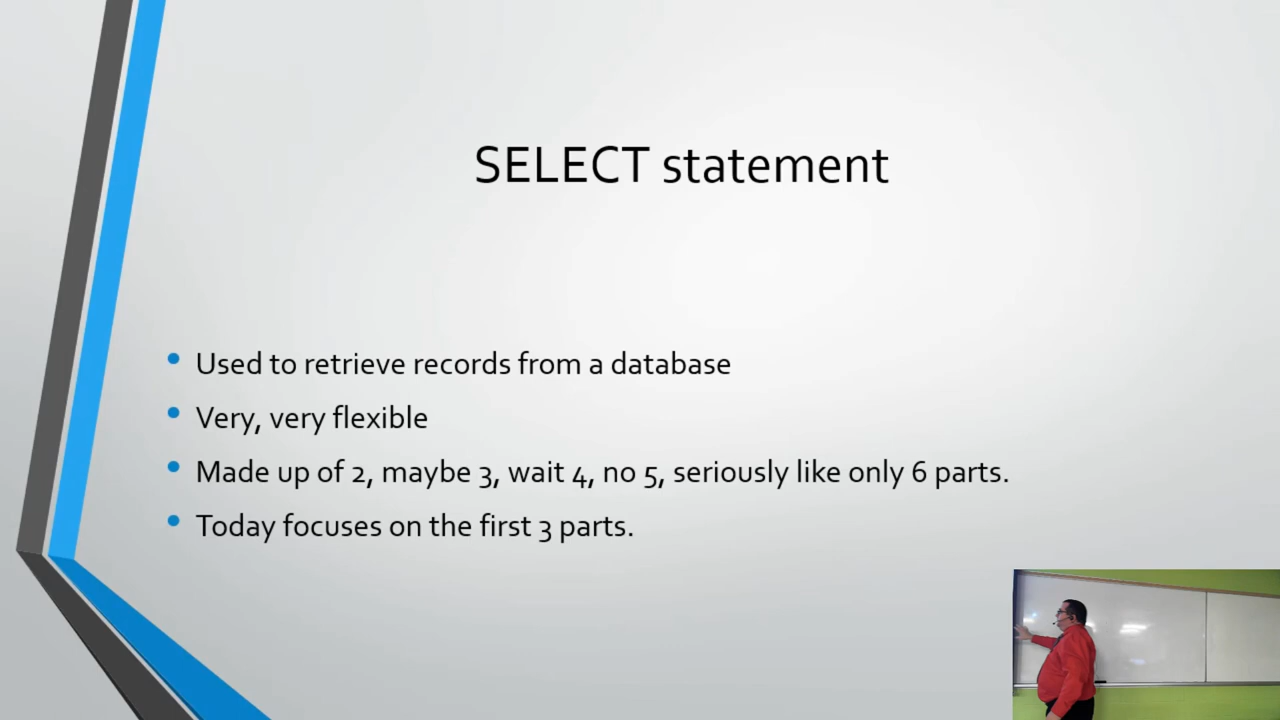 SELECT statement
Used to retrieve records from a database
Very, very flexible
Made up of 2, maybe 3, wait 4, no 5, seriously like only 6 parts.
Today focuses on the first 3 parts.